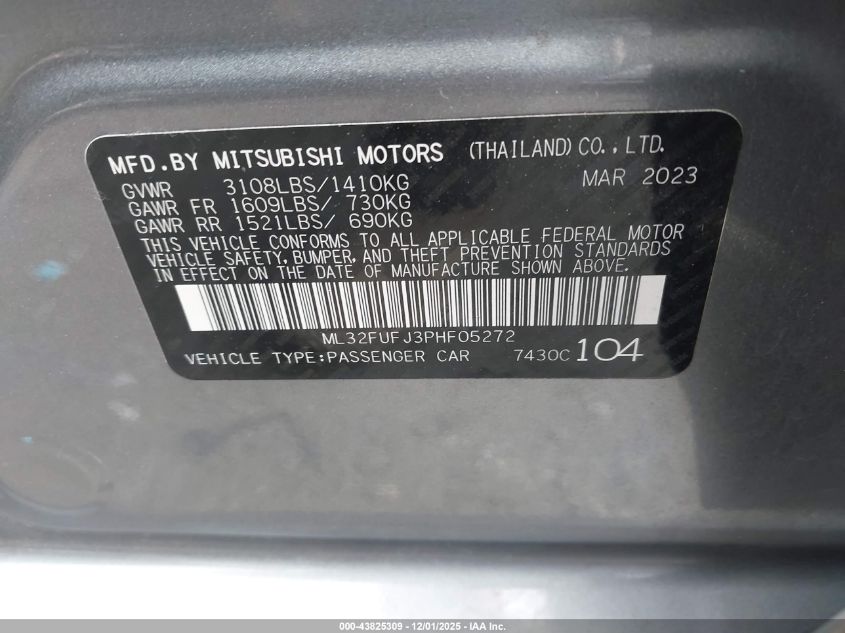 MFD.BY MITSUBISHI MOTORS (THAILAND) CO., LTD.
GVWR 3108LBS/1410KG MAR 2023
GAWR FR 1609LBS/ 730KG
GAWR RR 1521LBS/ 690KG
THIS VEHICLE CONFORMS TO ALL APPLICABLE FEDERAL MOTOR
VEHICLE SAFETY, BUMPER, AND THEFT PREVENTION STANDARDS
IN EFFECT ON THE DATE OF MANUFACTURE SHOWN ABOVE.
ML32FUFJ3PHF05272
VEHICLE TYPE:PASSENGER CAR 7430C 104
000-43825309 - 12/01/2025 - IAA Inc.